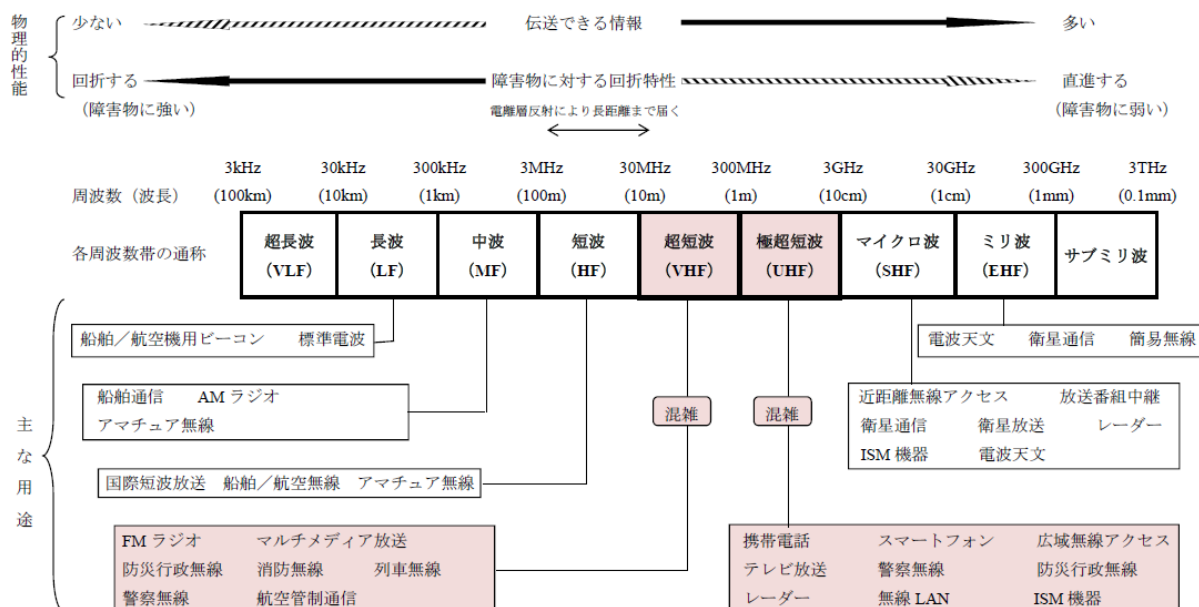 物理的性能
少ない 伝送できる情報 多い
回折する 障害物に対する回折特性 直進する
(障害物に強い) 電離層反射により長距離まで届く (障害物に弱い)
3kHz 30kHz 300kHz 3MHz 30MHz 300MHz 3GHz 30GHz 300GHz 3THz
周波数(波長) (100km) (10km) (1km) (100m) (10m) (1m) (10cm) (1cm) (1mm) (0.1mm)
各周波数帯の通称
超長波 長波 中波 短波 超短波 極超短波 マイクロ波 ミリ波 サブミリ波
(VLF) (LF) (MF) (HF) (VHF) (UHF) (SHF) (EHF)
主な用途
船舶／航空機用ビーコン 標準電波
電波天文 衛星通信 簡易無線
船舶通信 AMラジオ
アマチュア無線
混雑 混雑
近距離無線アクセス 放送番組中継
衛星通信 衛星放送 レーダー
ISM機器 電波天文
国際短波放送 船舶／航空無線 アマチュア無線
FMラジオ マルチメディア放送
防災行政無線 消防無線 列車無線
警察無線 航空管制通信
携帯電話 スマートフォン 広域無線アクセス
テレビ放送 警察無線 防災行政無線
レーダー 無線LAN ISM機器